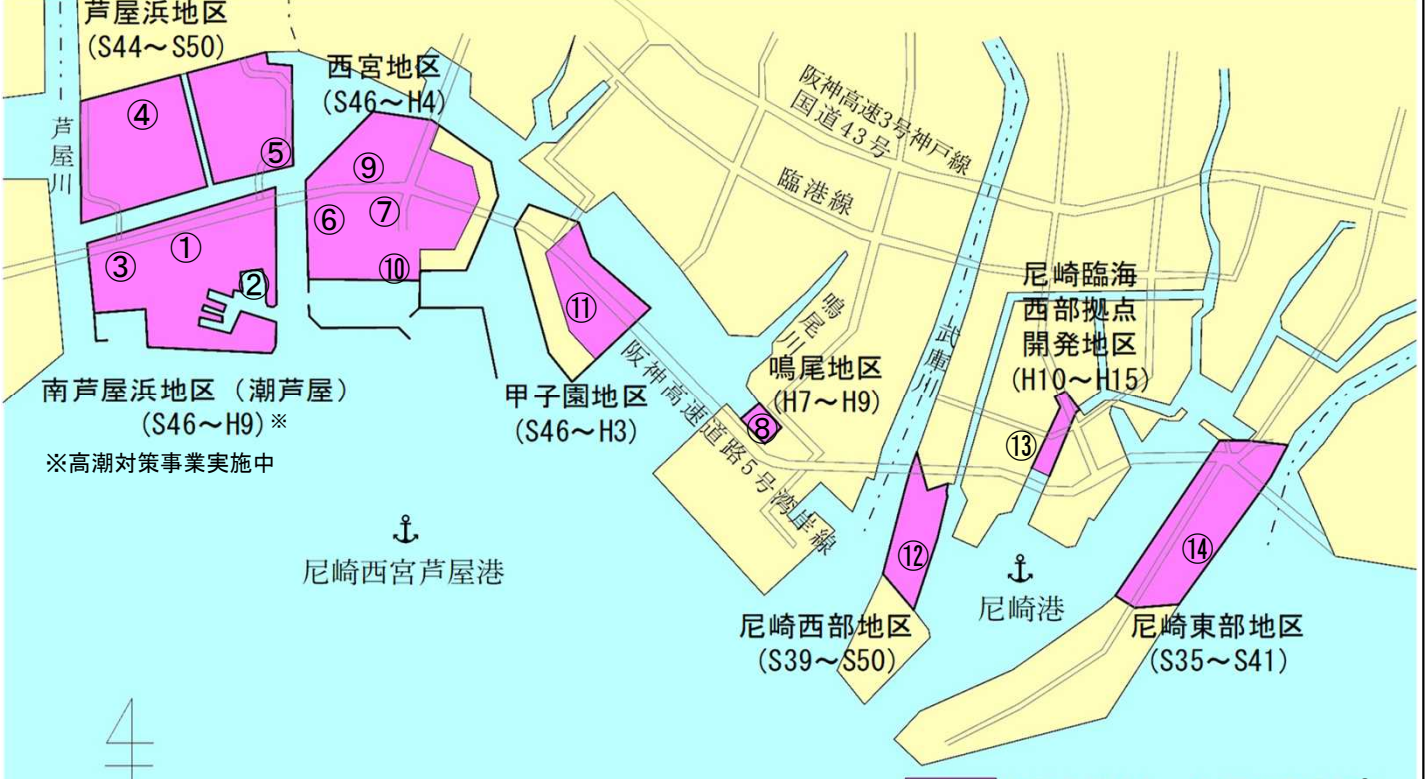 芦屋浜地区
(S44～S50)
西宮地区
(S46～H4)
④
⑤
芦屋川
阪神高速3号神戸線
国道43号
臨港線
⑨
⑥
⑦
⑩
①
③
②
⑪
鳴尾川
武庫川
尼崎臨海
西部拠点
開発地区
(H10～H15)
南芦屋浜地区（潮芦屋）
(S46～H9)※
※高潮対策事業実施中
甲子園地区
(S46～H3)
阪神高速道路5号湾岸線
鳴尾地区
(H7～H9)
⑧
⑬
⑫
⑭
尼崎西宮芦屋港
尼崎港
尼崎西部地区
(S39～S50)
尼崎東部地区
(S35～S41)